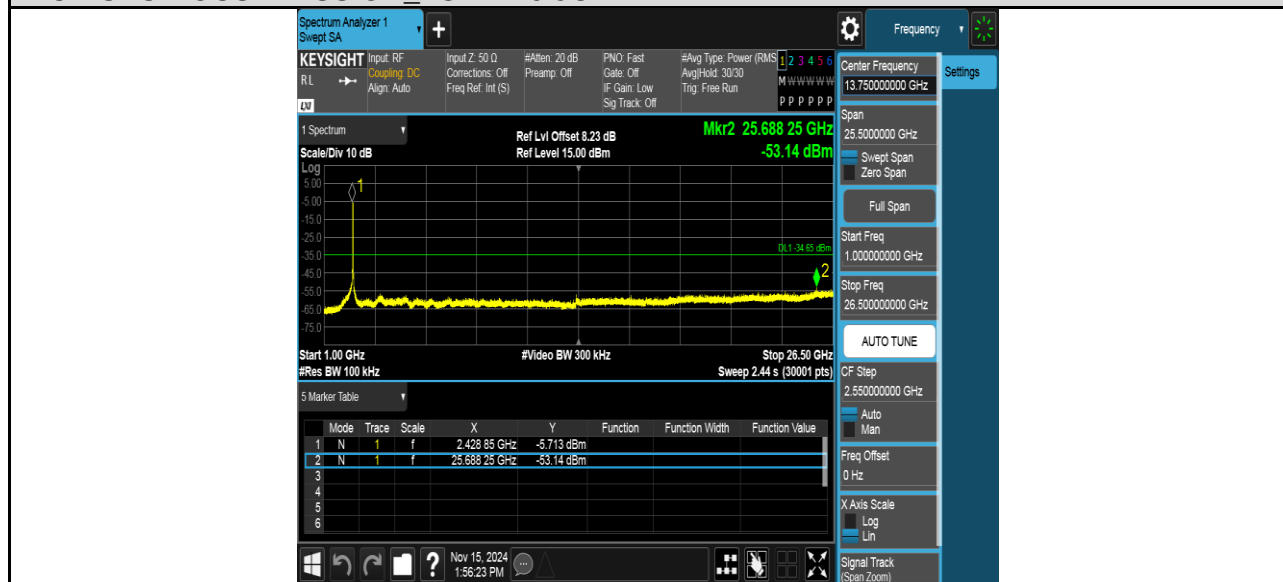 Spectrum Analyzer 1
Swept SA
+
Frequency
KEYSIGHT
RL
LXI
Input: RF
Coupling: DC
Align: Auto
Input Z: 50 Ω
Corrections: Off
Freq Ref: Int (S)
#Atten: 20 dB
Preamp: Off
PNO: Fast
Gate: Off
IF Gain: Low
Sig Track: Off
#Avg Type: Power (RMS
Avg|Hold: 30/30
Trig: Free Run
1 2 3 4 5 6
M W W W W W
P P P P P P
1 Spectrum
Scale/Div 10 dB
Ref Lvl Offset 8.23 dB
Ref Level 15.00 dBm
Mkr2 25.688 25 GHz
-53.14 dBm
Log
5.00
-5.00
-15.0
-25.0
-35.0
-45.0
-55.0
-65.0
-75.0
1
DL1 -34.65 dBm
2
Start 1.00 GHz
#Res BW 100 kHz
#Video BW 300 kHz
Stop 26.50 GHz
Sweep 2.44 s (30001 pts)
5 Marker Table
Mode Trace Scale X Y Function Function Width Function Value
1 N 1 f 2.428 85 GHz -5.713 dBm
2 N 1 f 25.688 25 GHz -53.14 dBm
3
4
5
6
Nov 15, 2024
1:56:23 PM
Center Frequency
13.750000000 GHz
Settings
Span
25.5000000 GHz
Swept Span
Zero Span
Full Span
Start Freq
1.000000000 GHz
Stop Freq
26.500000000 GHz
AUTO TUNE
CF Step
2.550000000 GHz
Auto
Man
Freq Offset
0 Hz
X Axis Scale
Log
Lin
Signal Track
(Span Zoom)